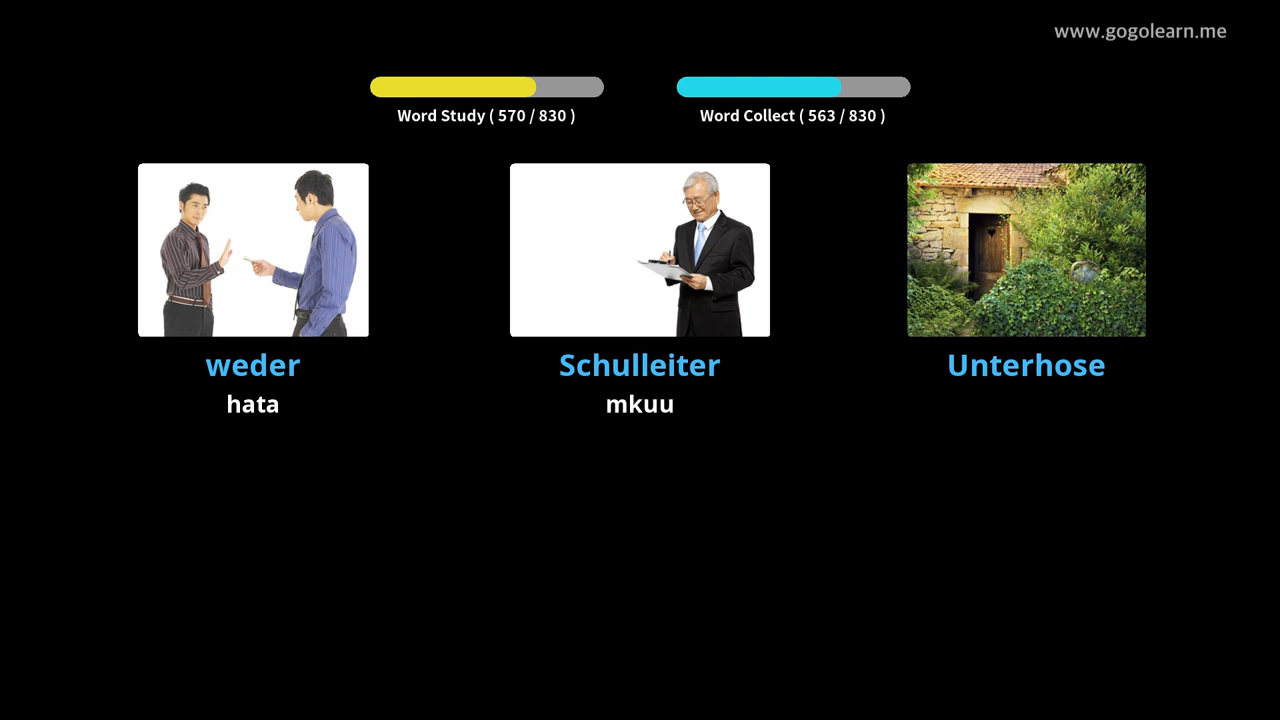 www.gogolearn.me
Word Study ( 570 / 830 )
Word Collect ( 563 / 830 )
weder
Schulleiter
Unterhose
hata
mkuu